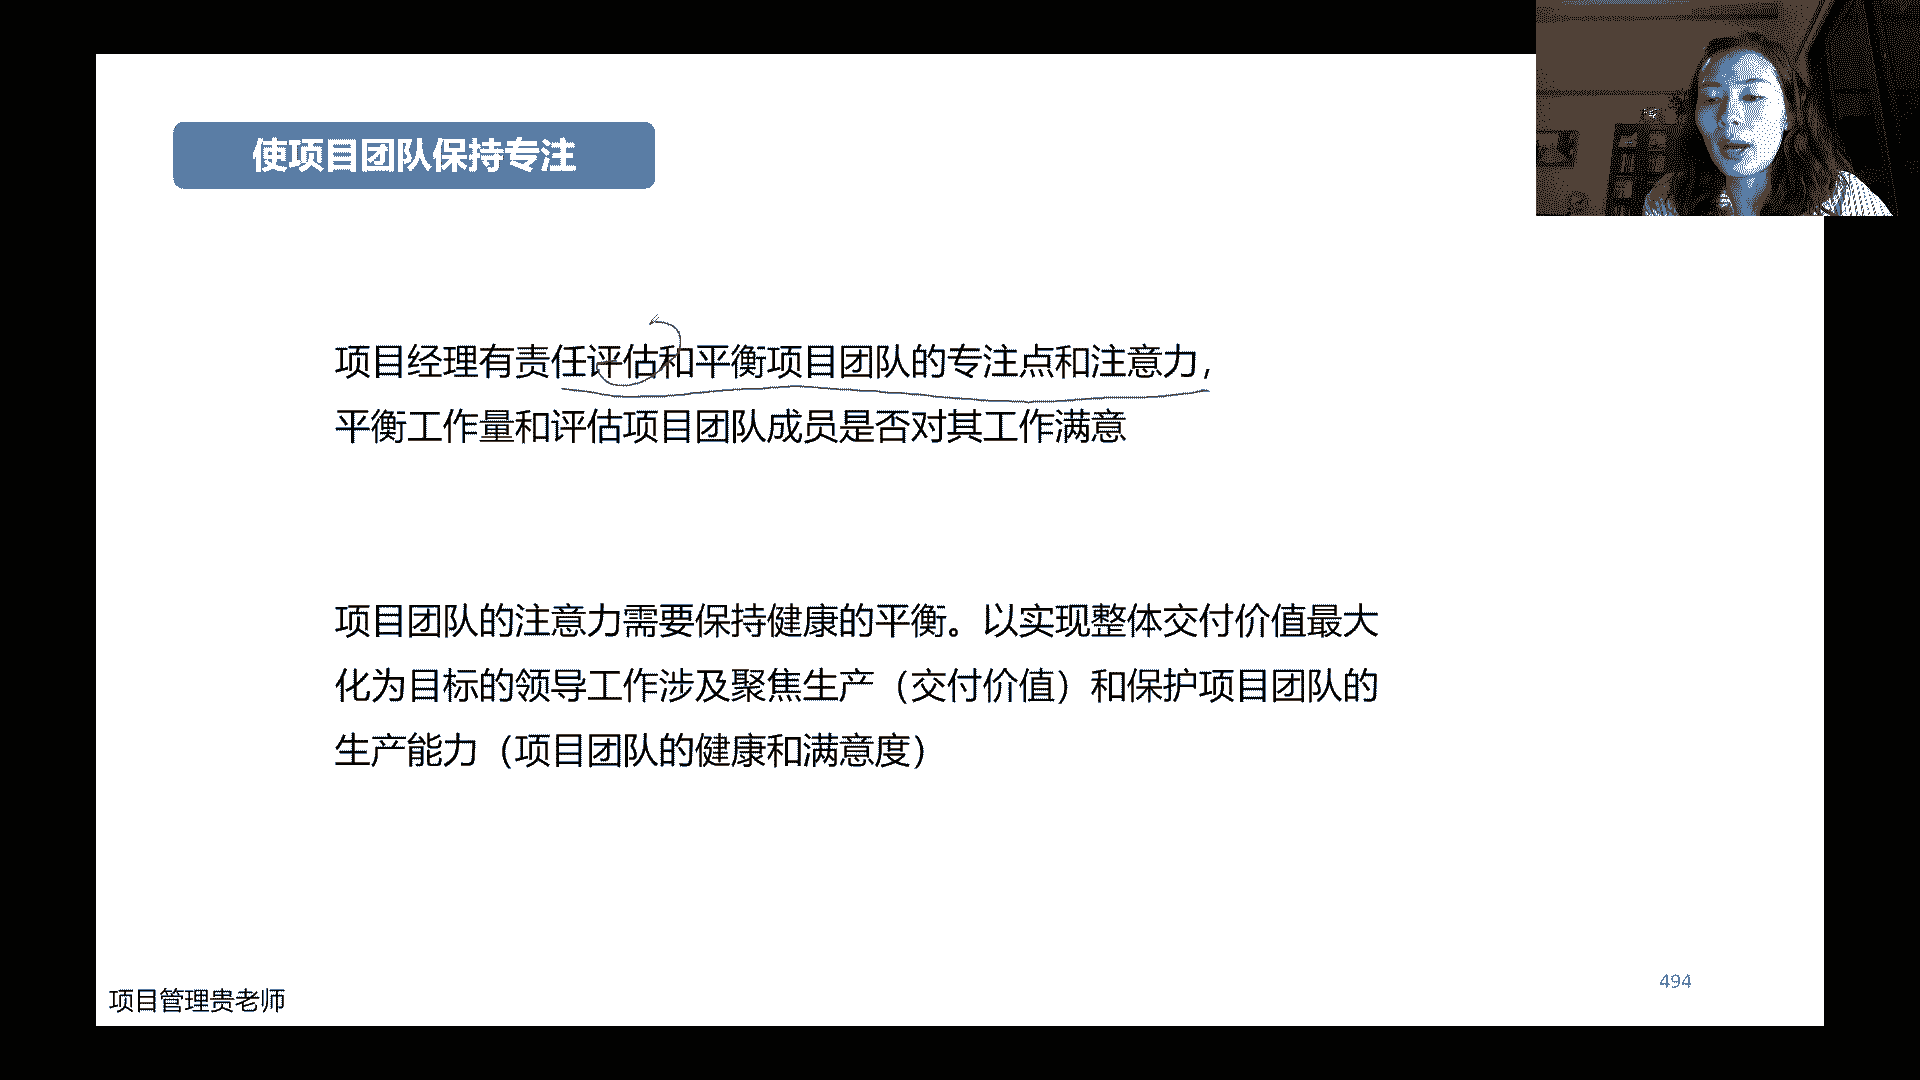 使项目团队保持专注
项目经理有责任评估和平衡项目团队的专注点和注意力，
平衡工作量和评估项目团队成员是否对其工作满意
项目团队的注意力需要保持健康的平衡。以实现整体交付价值最大
化为目标的领导工作涉及聚焦生产（交付价值）和保护项目团队的
生产能力（项目团队的健康和满意度）
项目管理贵老师
494